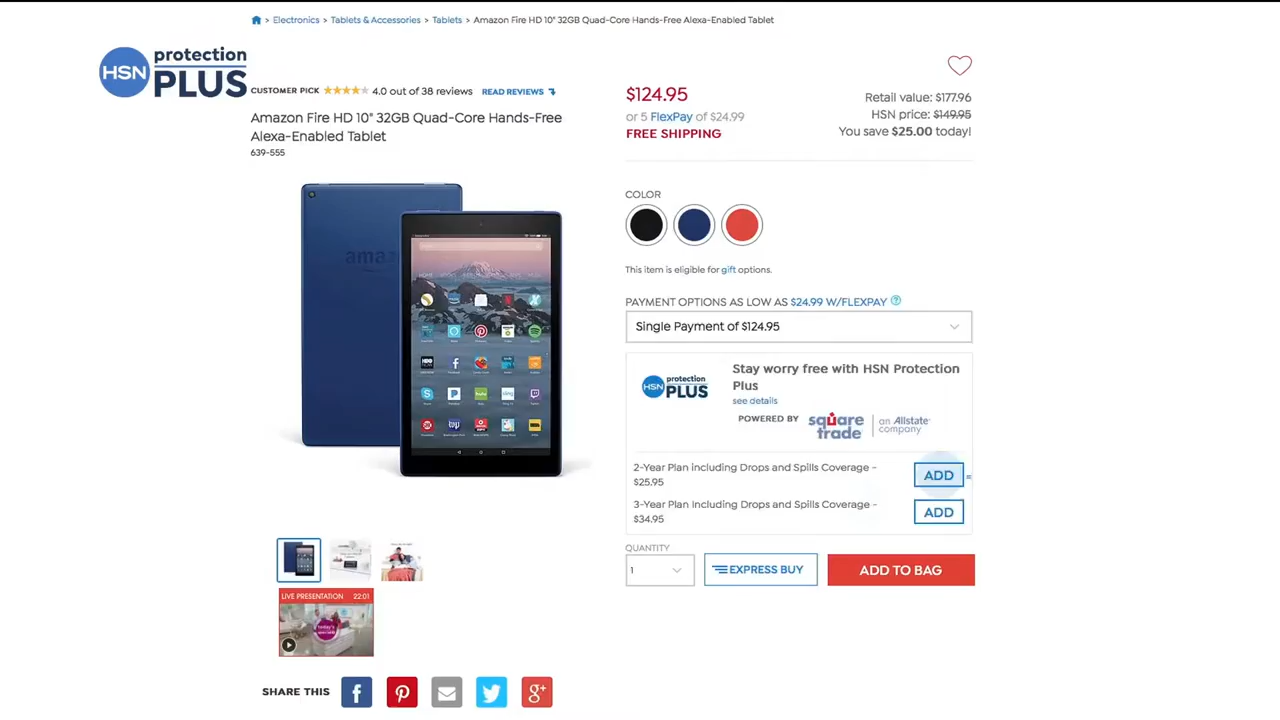 > Electronics > Tablets & Accessories > Tablets > Amazon Fire HD 10" 32GB Quad-Core Hands-Free Alexa-Enabled Tablet
HSN protection PLUS
CUSTOMER PICK 4.0 out of 38 reviews READ REVIEWS
Amazon Fire HD 10" 32GB Quad-Core Hands-Free
Alexa-Enabled Tablet
639-555
amaz
$124.95
or 5 FlexPay of $24.99
FREE SHIPPING
Retail value: $177.96
HSN price: $149.95
You save $25.00 today!
COLOR
This item is eligible for gift options.
PAYMENT OPTIONS AS LOW AS $24.99 W/FLEXPAY ?
Single Payment of $124.95
HSN protection PLUS
Stay worry free with HSN Protection
Plus
see details
POWERED BY square trade | an Allstate company
2-Year Plan including Drops and Spills Coverage -
$25.95
ADD
3-Year Plan Including Drops and Spills Coverage -
$34.95
ADD
QUANTITY
1
EXPRESS BUY
ADD TO BAG
LIVE PRESENTATION 22:01
today's
SHARE THIS